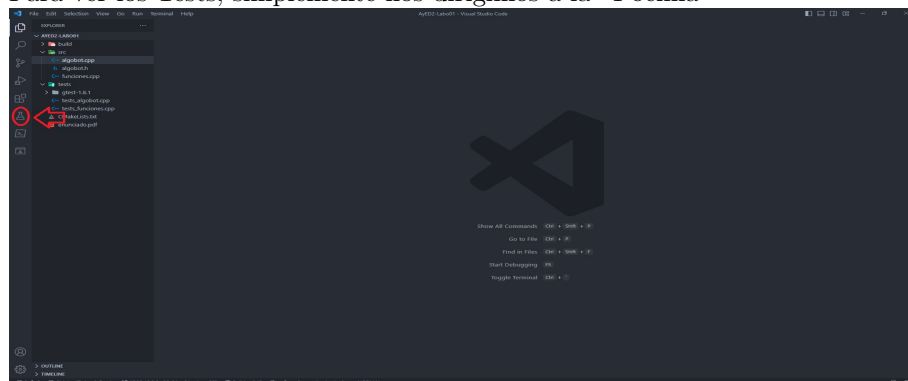 Para ver los Tests, simplemente nos dirigimos a la "Pocima"
File Edit Selection View Go Run Terminal Help
AyED2-Labo01 - Visual Studio Code
EXPLORER
AYED2-LABO01
build
src
algobot.cpp
algobot.h
funciones.cpp
tests
gtest-1.8.1
tests_algobot.cpp
tests_funciones.cpp
CMakeLists.txt
enunciado.pdf
Show All Commands Ctrl + Shift + P
Go to File Ctrl + P
Find in Files Ctrl + Shift + F
Start Debugging F5
Toggle Terminal Ctrl +
OUTLINE
TIMELINE